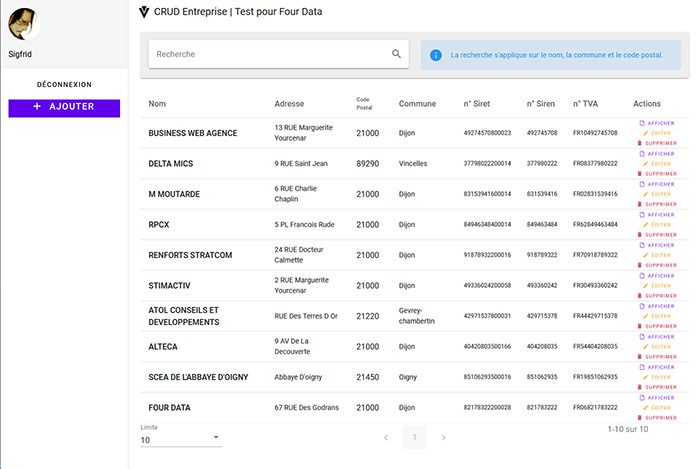 CRUD Entreprise | Test pour Four Data
Sigfrid
DÉCONNEXION
+ AJOUTER
Recherche
La recherche s'applique sur le nom, la commune et le code postal.
Nom Adresse Code Postal Commune n° Siret n° Siren n° TVA Actions
BUSINESS WEB AGENCE 13 RUE Marguerite Yourcenar 21000 Dijon 49274570800023 492745708 FR10492745708 AFFICHER
ÉDITER
SUPPRIMER
DELTA MICS 9 RUE Saint Jean 89290 Vincelles 37798022200014 377980222 FR08377980222 AFFICHER
ÉDITER
SUPPRIMER
M MOUTARDE 6 RUE Charlie Chaplin 21000 Dijon 83153941600014 831539416 FR02831539416 AFFICHER
ÉDITER
SUPPRIMER
RPCX 5 PL Francois Rude 21000 Dijon 84946348400014 849463484 FR62849463484 AFFICHER
ÉDITER
SUPPRIMER
RENFORTS STRATCOM 24 RUE Docteur Calmette 21000 Dijon 91878932200016 918789322 FR70918789322 AFFICHER
ÉDITER
SUPPRIMER
STIMACTIV 2 RUE Marguerite Yourcenar 21000 Dijon 49336024200058 493360242 FR30493360242 AFFICHER
ÉDITER
SUPPRIMER
ATOL CONSEILS ET DEVELOPPEMENTS RUE Des Terres D Or 21220 Gevrey-chambertin 42971537800031 429715378 FR44429715378 AFFICHER
ÉDITER
SUPPRIMER
ALTECA 9 AV De La Decouverte 21000 Dijon 40420803500166 404208035 FR54404208035 AFFICHER
ÉDITER
SUPPRIMER
SCEA DE L'ABBAYE D'OIGNY Abbaye D'oigny 21450 Oigny 85106293500016 851062935 FR19851062935 AFFICHER
ÉDITER
SUPPRIMER
FOUR DATA 67 RUE Des Godrans 21000 Dijon 82178322200028 821783222 FR06821783222 AFFICHER
ÉDITER
SUPPRIMER
Limite
10
1
1-10 sur 10